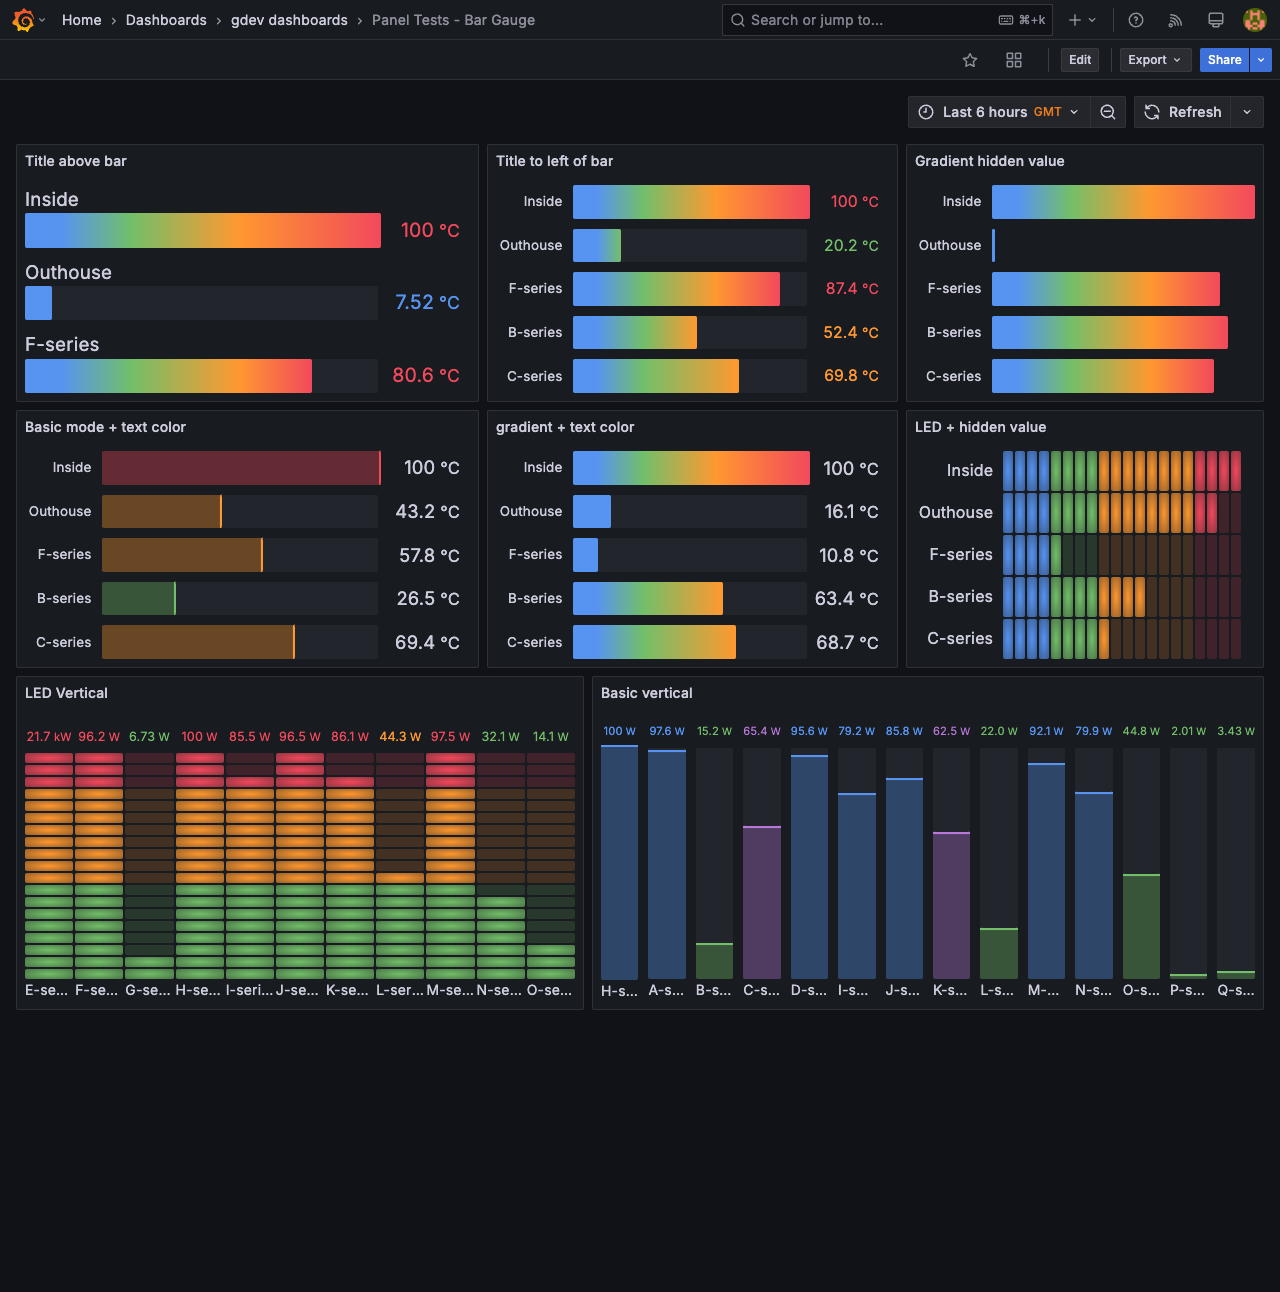 Home › Dashboards › gdev dashboards › Panel Tests - Bar Gauge
Search or jump to... ⌘+k
Edit Export Share
Last 6 hours GMT Refresh
Title above bar
Inside
100 °C
Outhouse
7.52 °C
F-series
80.6 °C
Title to left of bar
Inside 100 °C
Outhouse 20.2 °C
F-series 87.4 °C
B-series 52.4 °C
C-series 69.8 °C
Gradient hidden value
Inside
Outhouse
F-series
B-series
C-series
Basic mode + text color
Inside 100 °C
Outhouse 43.2 °C
F-series 57.8 °C
B-series 26.5 °C
C-series 69.4 °C
gradient + text color
Inside 100 °C
Outhouse 16.1 °C
F-series 10.8 °C
B-series 63.4 °C
C-series 68.7 °C
LED + hidden value
Inside
Outhouse
F-series
B-series
C-series
LED Vertical
21.7 kW 96.2 W 6.73 W 100 W 85.5 W 96.5 W 86.1 W 44.3 W 97.5 W 32.1 W 14.1 W
E-se... F-se... G-se... H-se... I-seri... J-se... K-se... L-ser... M-se... N-se... O-se...
Basic vertical
100 W 97.6 W 15.2 W 65.4 W 95.6 W 79.2 W 85.8 W 62.5 W 22.0 W 92.1 W 79.9 W 44.8 W 2.01 W 3.43 W
H-s... A-s... B-s... C-s... D-s... I-s... J-s... K-s... L-s... M-... N-s... O-s... P-s... Q-s...